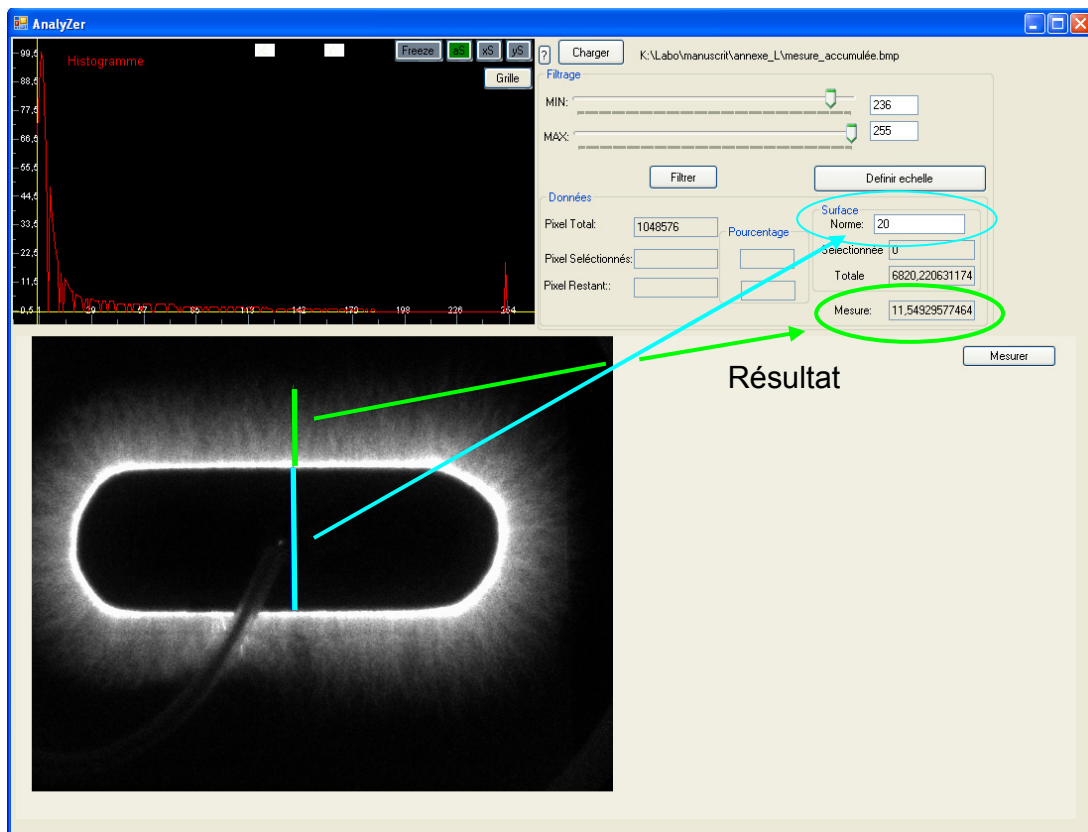 AnalyZer
Histogramme
Freeze aS xS yS
Grille
99,5
88,5
77,5
66,5
55,5
44,5
33,5
22,5
11,5
0,5 1 29 57 85 113 142 170 198 226 254
? Charger K:\Labo\manuscrit\annexe_L\mesure_accumulée.bmp
Filtrage
MIN: 236
MAX: 255
Filtrer Definir echelle
Données
Pixel Total: 1048576
Pixel Seléctionnés:
Pixel Restant::
Pourcentage
Surface
Norme: 20
Selectionnée 0
Totale 6820,220631174
Mesure: 11,54929577464
Mesurer
Résultat